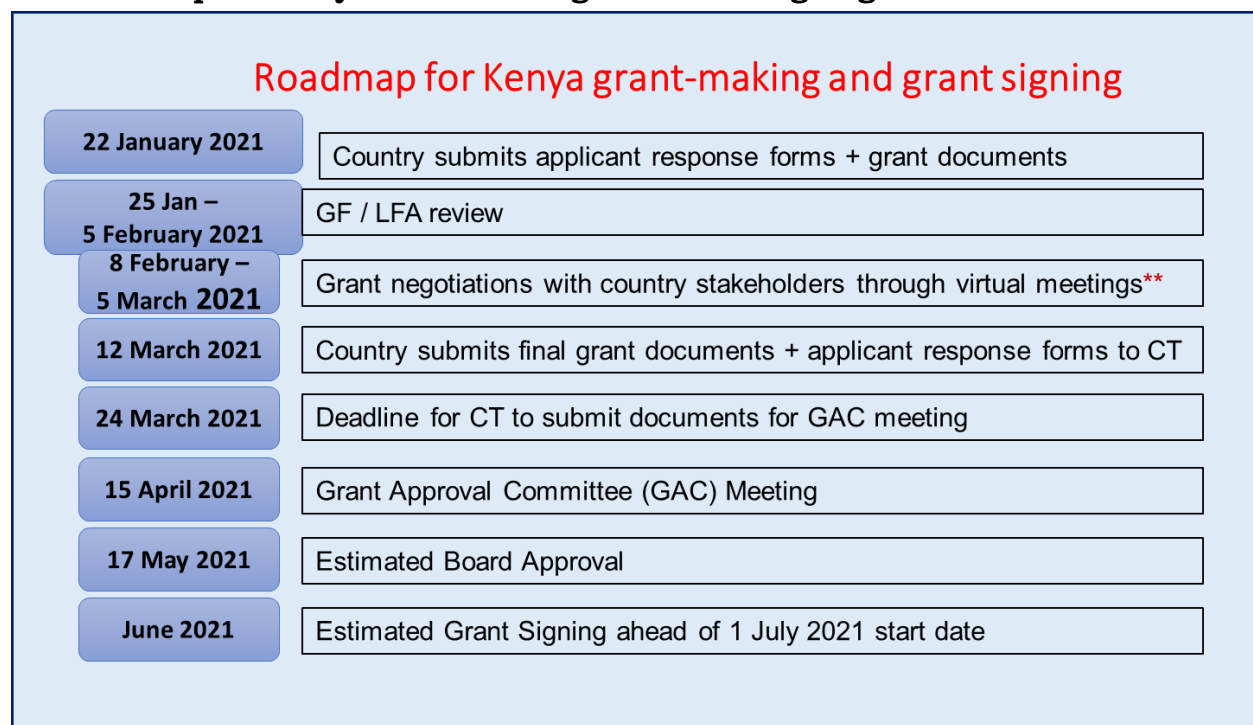 Roadmap for Kenya grant-making and grant signing
22 January 2021
Country submits applicant response forms + grant documents
25 Jan –
5 February 2021
GF / LFA review
8 February –
5 March 2021
Grant negotiations with country stakeholders through virtual meetings**
12 March 2021
Country submits final grant documents + applicant response forms to CT
24 March 2021
Deadline for CT to submit documents for GAC meeting
15 April 2021
Grant Approval Committee (GAC) Meeting
17 May 2021
Estimated Board Approval
June 2021
Estimated Grant Signing ahead of 1 July 2021 start date